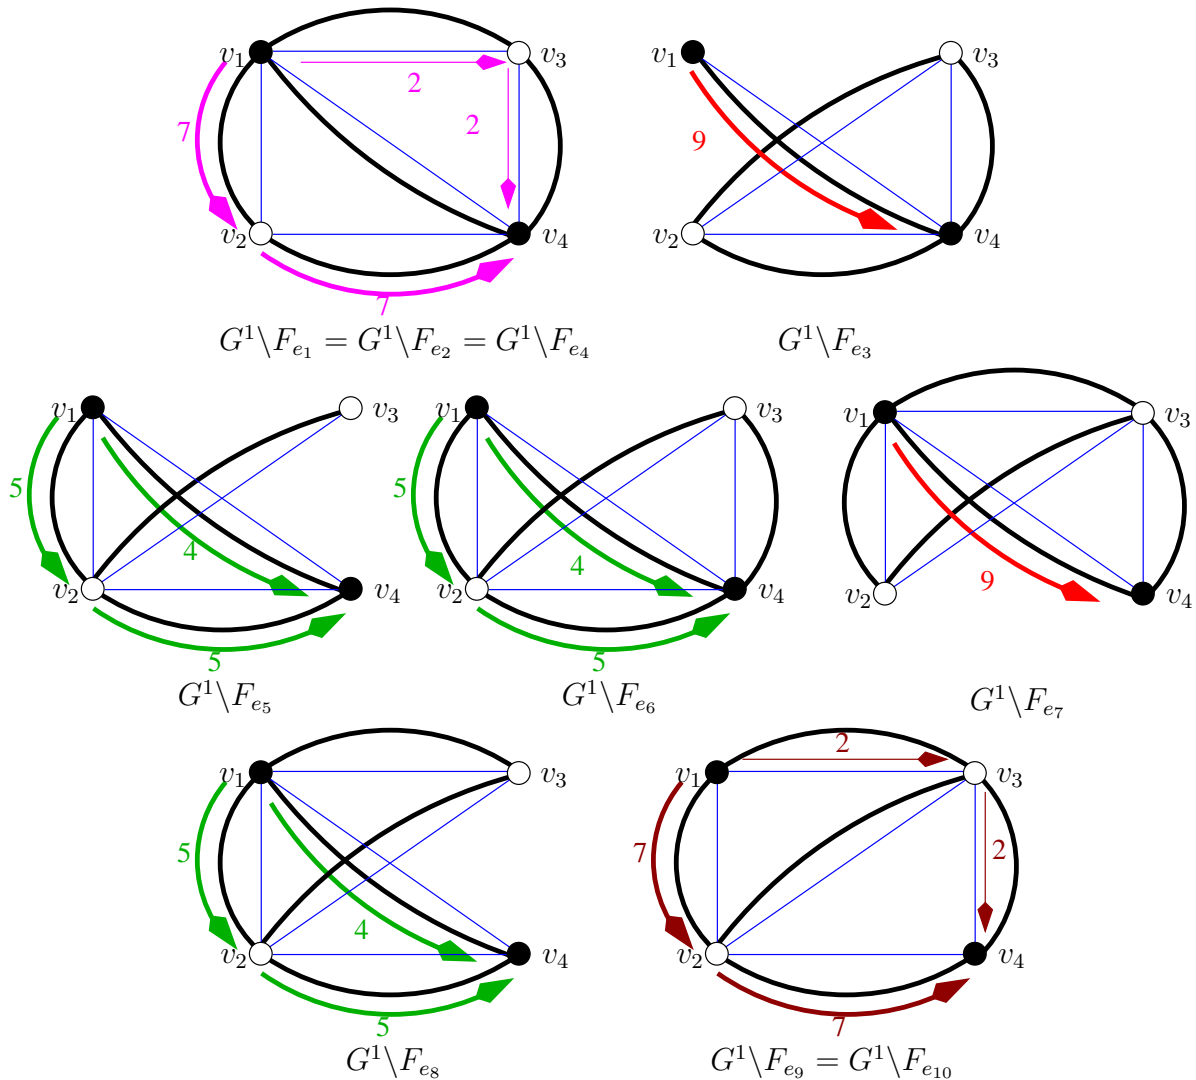 v₁ v₃ v₁ v₃
2
7 2 9
v₂ v₄ v₂ v₄
7
G¹\Fₑ₁ = G¹\Fₑ₂ = G¹\Fₑ₄ G¹\Fₑ₃
v₁ v₃ v₁ v₃ v₁ v₃
5 5
4 4 9
v₂ v₄ v₂ v₄ v₂ v₄
5 5
G¹\Fₑ₅ G¹\Fₑ₆ G¹\Fₑ₇
2
v₁ v₃ v₁ v₃
5 7 2
4
v₂ v₄ v₂ v₄
5 7
G¹\Fₑ₈ G¹\Fₑ₉ = G¹\Fₑ₁₀